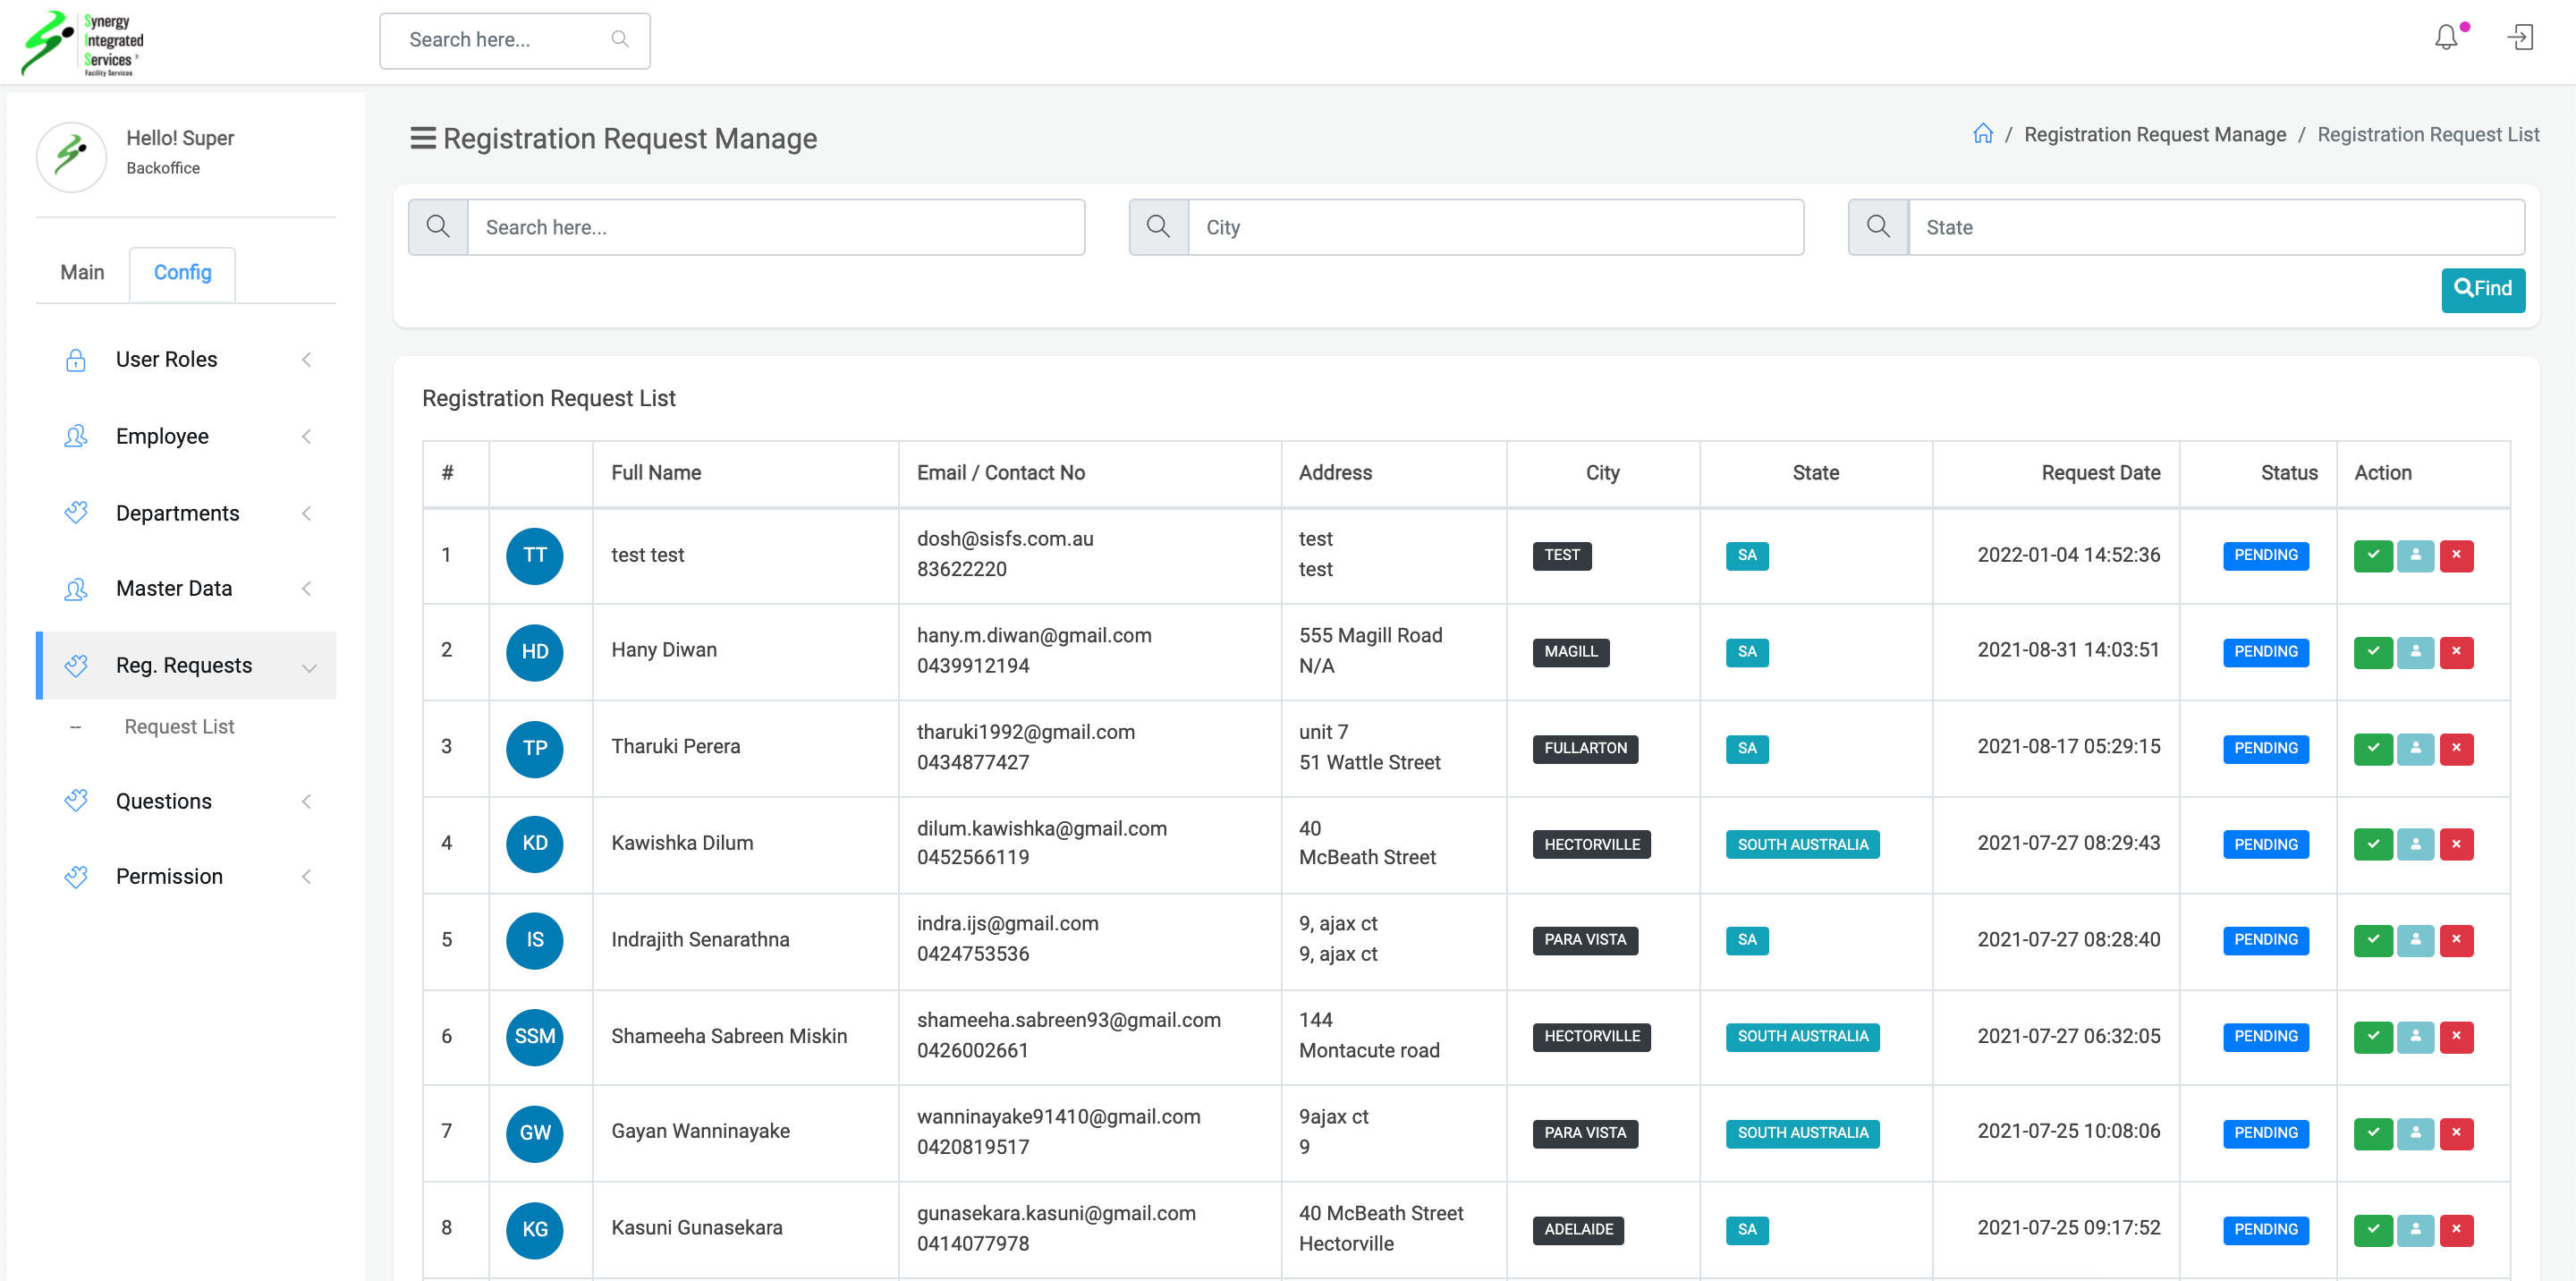 Synergy
Integrated
Services
Facility Services
Search here...
Hello! Super
Backoffice
Main
Config
User Roles
Employee
Departments
Master Data
Reg. Requests
-- Request List
Questions
Permission
Registration Request Manage
/ Registration Request Manage / Registration Request List
Search here...
City
State
Find
Registration Request List
# Full Name Email / Contact No Address City State Request Date Status Action
1 TT test test dosh@sisfs.com.au 83622220 test test TEST SA 2022-01-04 14:52:36 PENDING
2 HD Hany Diwan hany.m.diwan@gmail.com 0439912194 555 Magill Road N/A MAGILL SA 2021-08-31 14:03:51 PENDING
3 TP Tharuki Perera tharuki1992@gmail.com 0434877427 unit 7 51 Wattle Street FULLARTON SA 2021-08-17 05:29:15 PENDING
4 KD Kawishka Dilum dilum.kawishka@gmail.com 0452566119 40 McBeath Street HECTORVILLE SOUTH AUSTRALIA 2021-07-27 08:29:43 PENDING
5 IS Indrajith Senarathna indra.ijs@gmail.com 0424753536 9, ajax ct 9, ajax ct PARA VISTA SA 2021-07-27 08:28:40 PENDING
6 SSM Shameeha Sabreen Miskin shameeha.sabreen93@gmail.com 0426002661 144 Montacute road HECTORVILLE SOUTH AUSTRALIA 2021-07-27 06:32:05 PENDING
7 GW Gayan Wanninayake wanninayake91410@gmail.com 0420819517 9ajax ct 9 PARA VISTA SOUTH AUSTRALIA 2021-07-25 10:08:06 PENDING
8 KG Kasuni Gunasekara gunasekara.kasuni@gmail.com 0414077978 40 McBeath Street Hectorville ADELAIDE SA 2021-07-25 09:17:52 PENDING